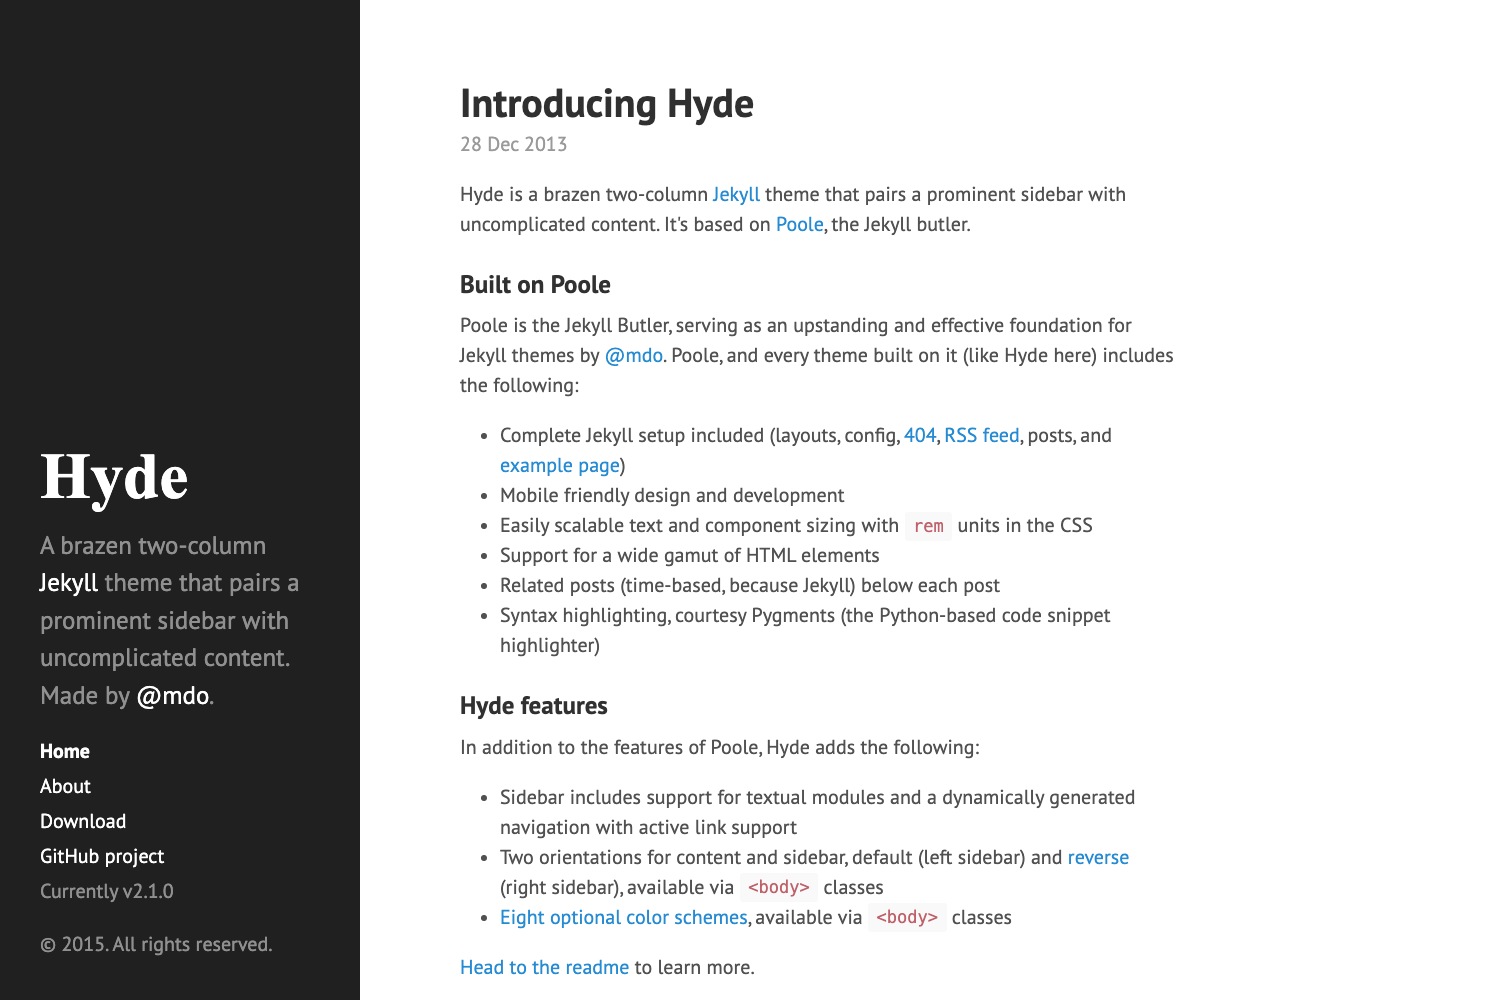 Hyde
A brazen two-column
Jekyll theme that pairs a
prominent sidebar with
uncomplicated content.
Made by @mdo.
Home
About
Download
GitHub project
Currently v2.1.0
© 2015. All rights reserved.
Introducing Hyde
28 Dec 2013
Hyde is a brazen two-column Jekyll theme that pairs a prominent sidebar with
uncomplicated content. It's based on Poole, the Jekyll butler.
Built on Poole
Poole is the Jekyll Butler, serving as an upstanding and effective foundation for
Jekyll themes by @mdo. Poole, and every theme built on it (like Hyde here) includes
the following:
• Complete Jekyll setup included (layouts, config, 404, RSS feed, posts, and
example page)
• Mobile friendly design and development
• Easily scalable text and component sizing with rem units in the CSS
• Support for a wide gamut of HTML elements
• Related posts (time-based, because Jekyll) below each post
• Syntax highlighting, courtesy Pygments (the Python-based code snippet
highlighter)
Hyde features
In addition to the features of Poole, Hyde adds the following:
• Sidebar includes support for textual modules and a dynamically generated
navigation with active link support
• Two orientations for content and sidebar, default (left sidebar) and reverse
(right sidebar), available via <body> classes
• Eight optional color schemes, available via <body> classes
Head to the readme to learn more.